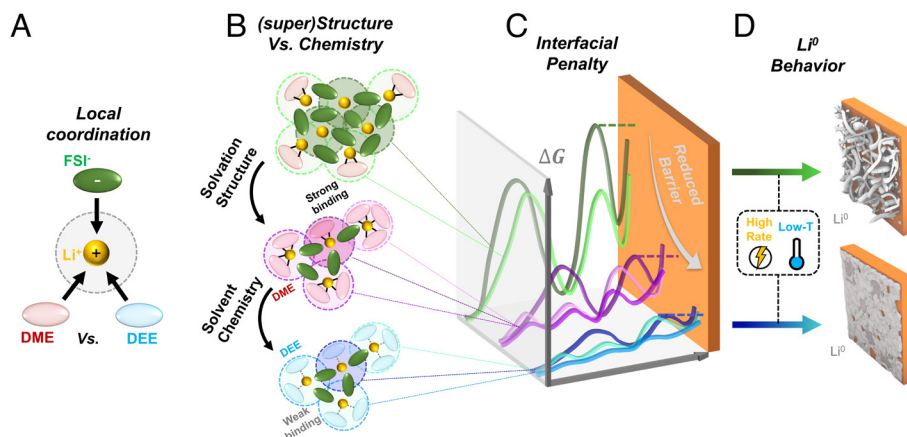 A
Local
coordination
FSI⁻
-
Li⁺
+
DME
Vs.
DEE
B
(super)Structure
Vs. Chemistry
Solvation
Structure
Strong
binding
DME
Solvent
Chemistry
DEE
Weak
binding
C
Interfacial
Penalty
ΔG
Reduced
Barrier
D
Li⁰
Behavior
Li⁰
High
Rate
Low-T
Li⁰